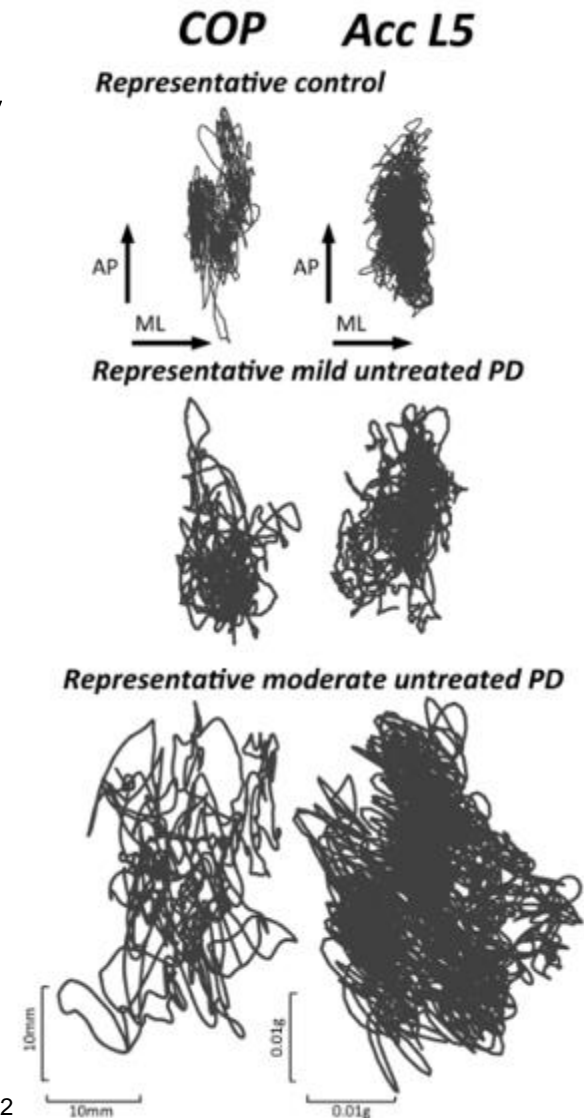 COP Acc L5
Representative control
AP AP
ML ML
Representative mild untreated PD
Representative moderate untreated PD
10mm 0.01g
10mm 0.01g
2